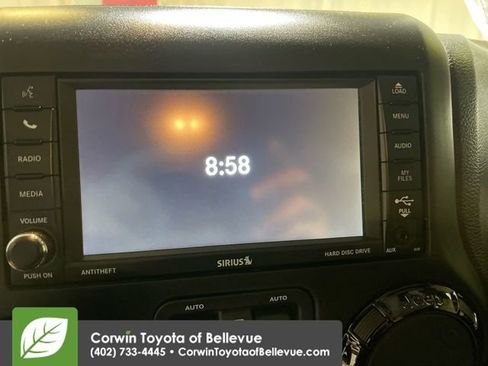 LOAD
MENU
RADIO
AUDIO
8:58
MEDIA
MY
FILES
VOLUME
PULL
PUSH ON
ANTITHEFT
SIRIUS
HARD DISC DRIVE
AUX
AUTO
AUTO
Jeep
Corwin Toyota of Bellevue
(402) 733-4445 • CorwinToyotaofBellevue.com